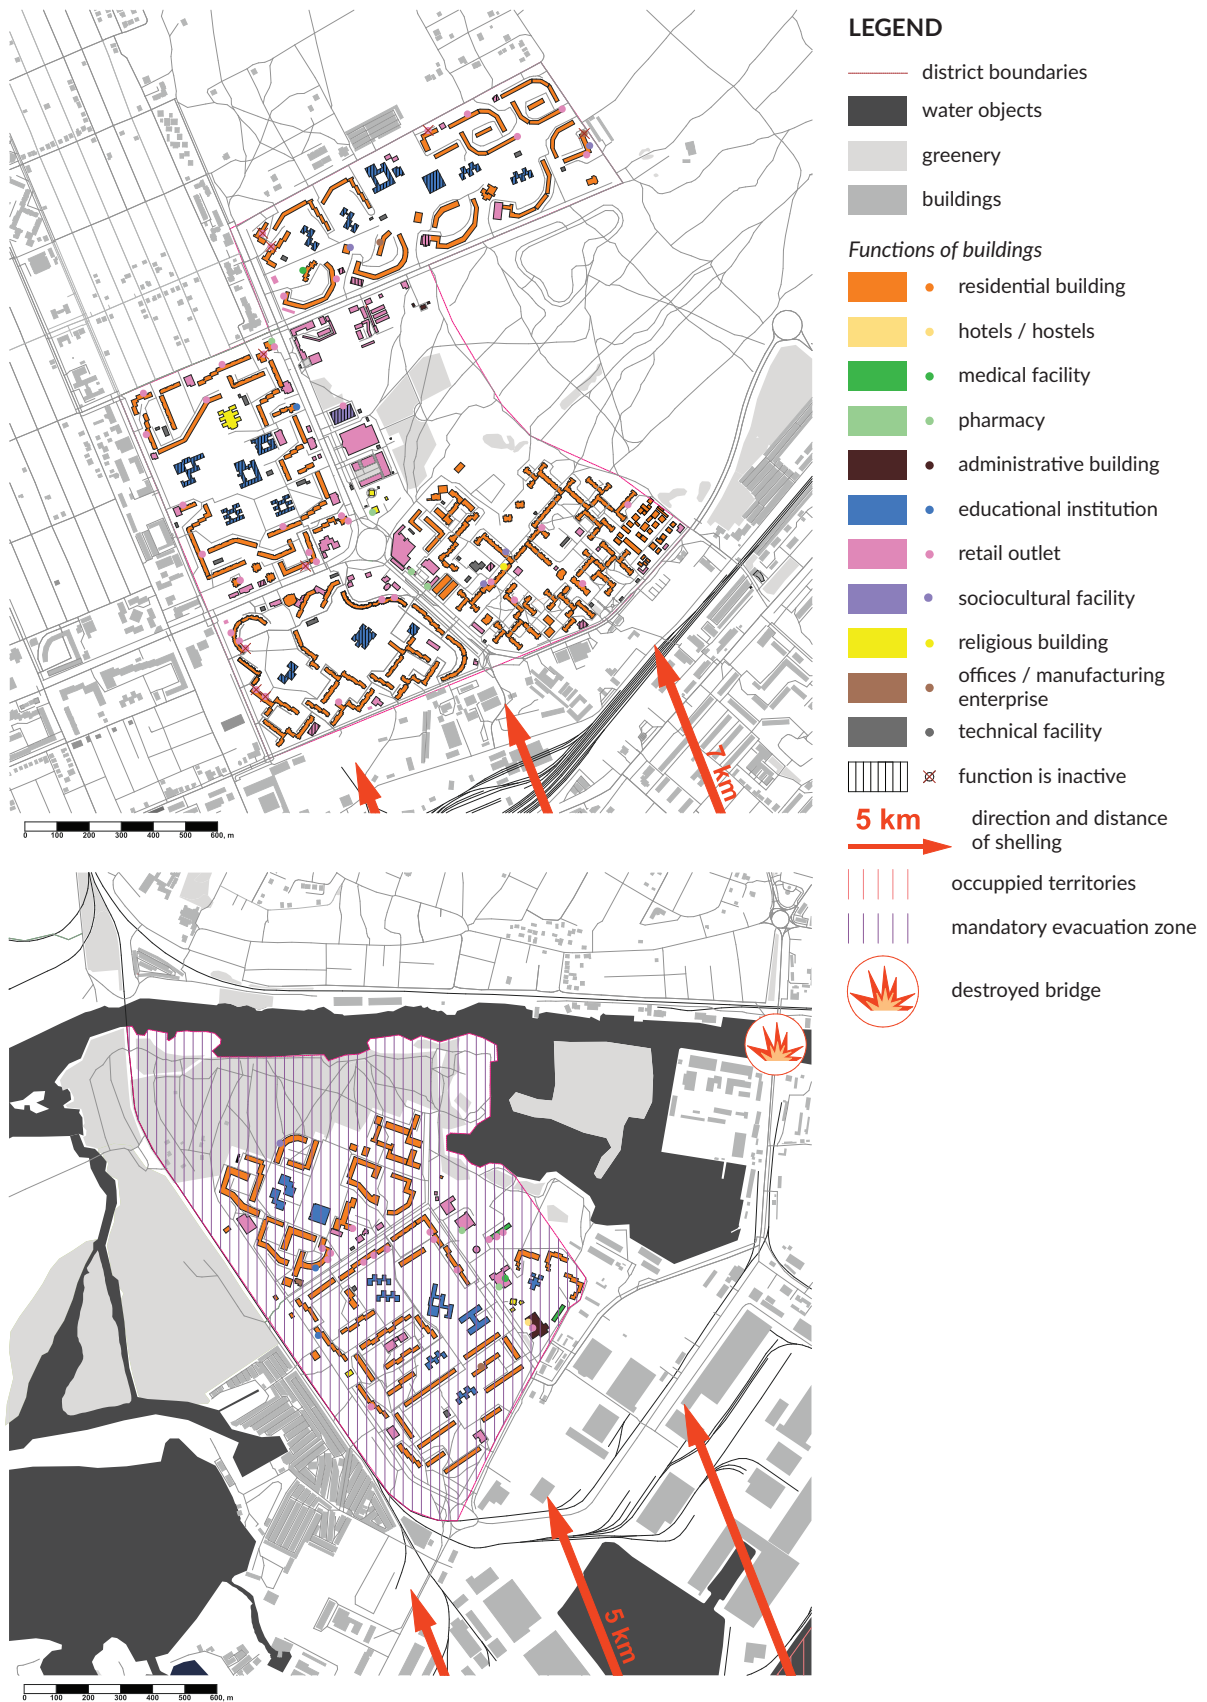 LEGEND
district boundaries
water objects
greenery
buildings
Functions of buildings
residential building
hotels / hostels
medical facility
pharmacy
administrative building
educational institution
retail outlet
sociocultural facility
religious building
offices / manufacturing
enterprise
technical facility
function is inactive
5 km
direction and distance
of shelling
occuppied territories
mandatory evacuation zone
destroyed bridge
7 km
0 100 200 300 400 500 600, m
5 km
0 100 200 300 400 500 600, m